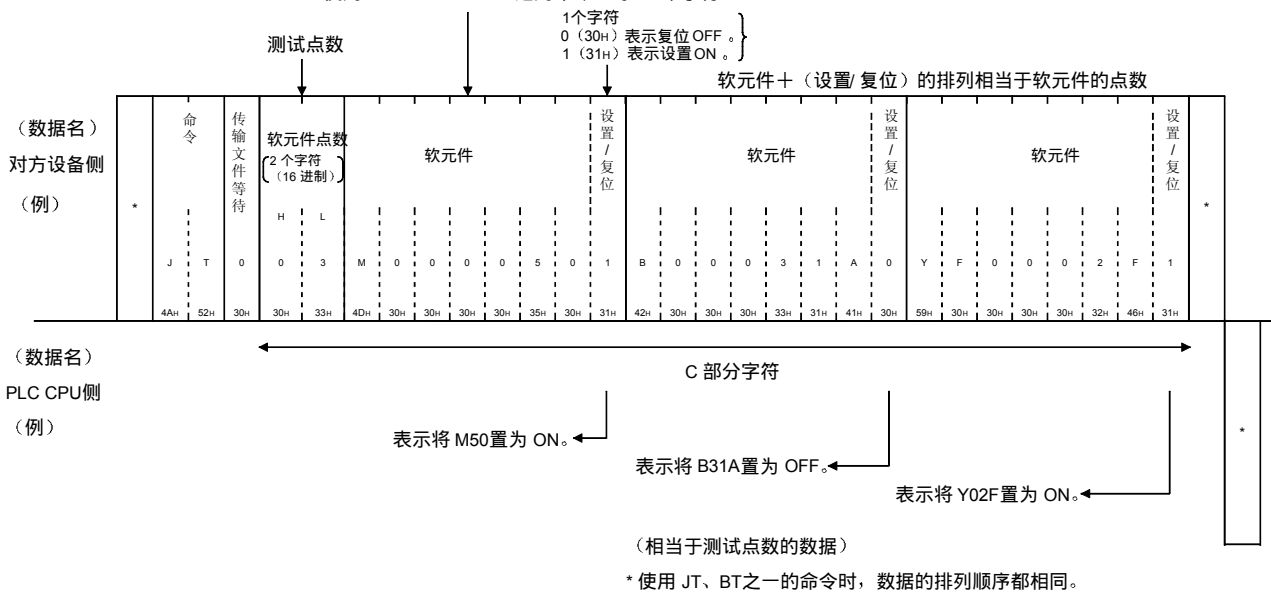 1个字符
0（30H）表示复位OFF 。
1（31H）表示设置ON 。
测试点数
软元件＋（设置/ 复位）的排列相当于软元件的点数
（数据名）
对方设备侧
（例）
*
命令
传输文件等待
软元件点数
2 个字符
（16 进制）
H L
软元件
设置/复位
软元件
设置/复位
软元件
设置/复位
*
J T 0 0 3 M 0 0 0 0 5 0 1 B 0 0 0 3 1 A 0 Y F 0 0 0 2 F 1
4AH 52H 30H 30H 33H 4DH 30H 30H 30H 30H 35H 30H 31H 42H 30H 30H 30H 33H 31H 41H 30H 59H 30H 30H 30H 30H 32H 46H 31H
（数据名）
PLC CPU侧
（例）
C 部分字符
*
表示将 M50置为 ON。
表示将 B31A置为 OFF。
表示将 Y02F置为 ON。
（相当于测试点数的数据）
* 使用 JT、BT之一的命令时，数据的排列顺序都相同。